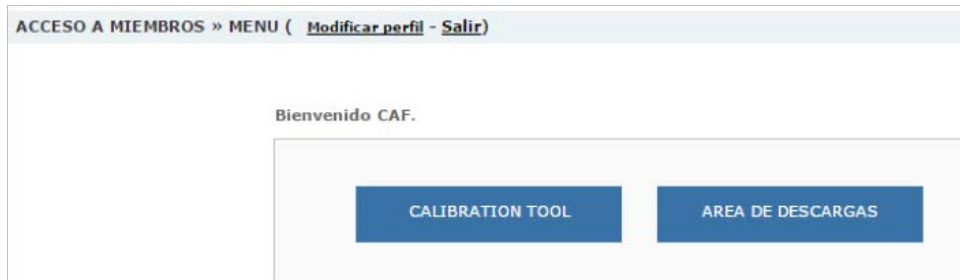 ACCESO A MIEMBROS » MENU ( Modificar perfil - Salir)
Bienvenido CAF.
CALIBRATION TOOL AREA DE DESCARGAS